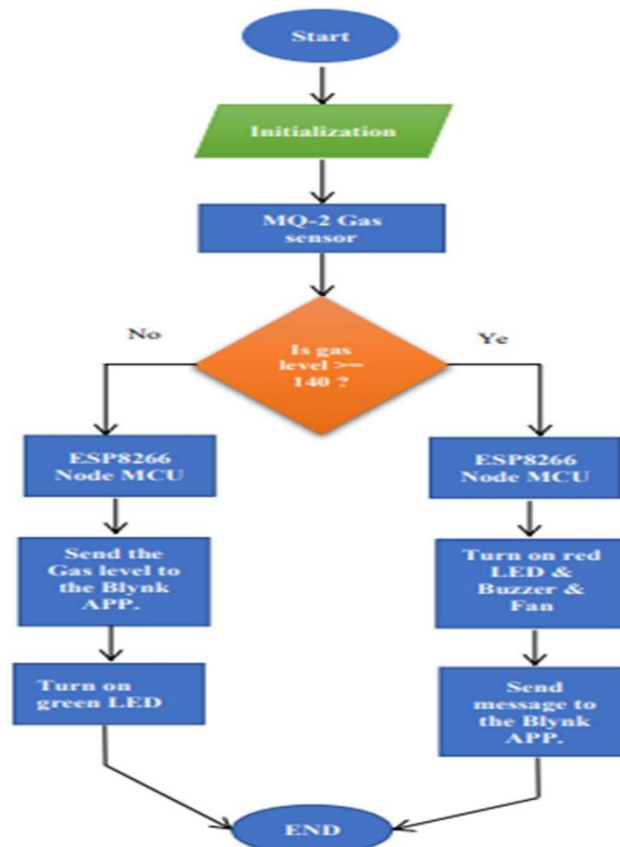 Start
Initialization
MQ-2 Gas
sensor
Is gas
level >=
140 ?
No
Ye
ESP8266
Node MCU
Send the
Gas level to
the Blynk
APP.
Turn on
green LED
ESP8266
Node MCU
Turn on red
LED &
Buzzer &
Fan
Send
message to
the Blynk
APP.
END